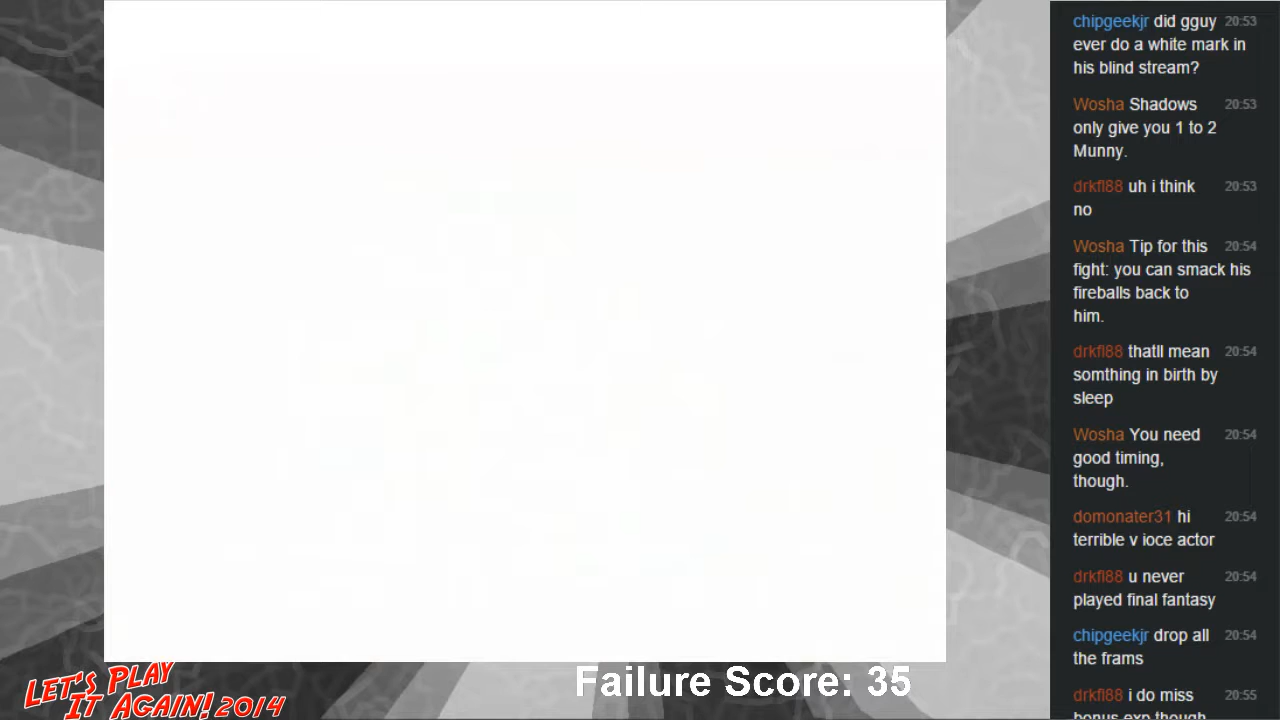 chipgeekjr did gguy 20:53
ever do a white mark in
his blind stream?
Wosha Shadows 20:53
only give you 1 to 2
Munny.
drkfl88 uh i think 20:53
no
Wosha Tip for this 20:54
fight: you can smack his
fireballs back to
him.
drkfl88 thatll mean 20:54
somthing in birth by
sleep
Wosha You need 20:54
good timing,
though.
domonater31 hi 20:54
terrible v ioce actor
drkfl88 u never 20:54
played final fantasy
chipgeekjr drop all 20:54
the frams
drkfl88 i do miss 20:55
bonus exp though
LET'S PLAY
IT AGAIN! 2014
Failure Score: 35